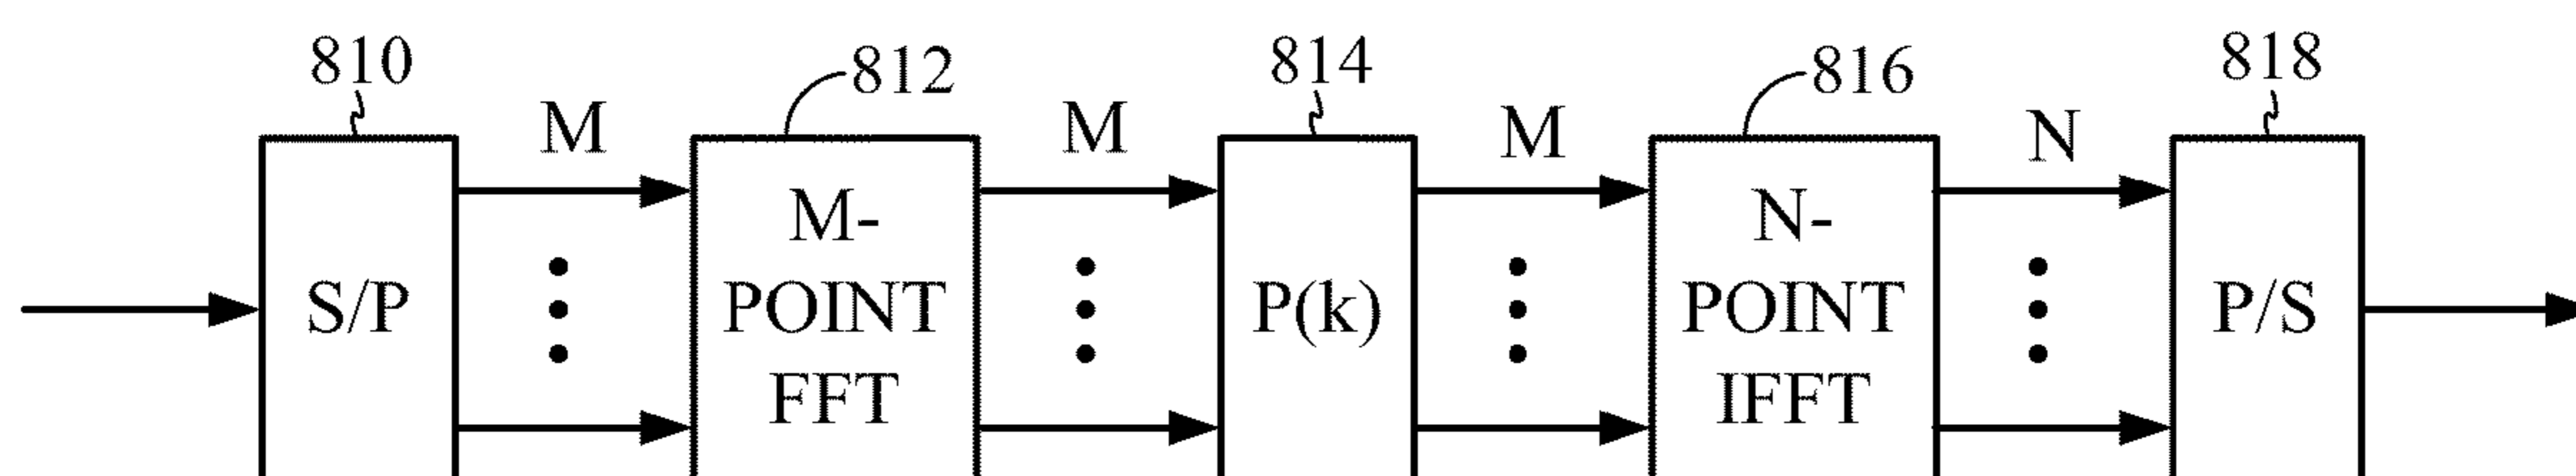 810
812
814
816
818
M
M
M
N
S/P
M-
POINT
FFT
P(k)
N-
POINT
IFFT
P/S